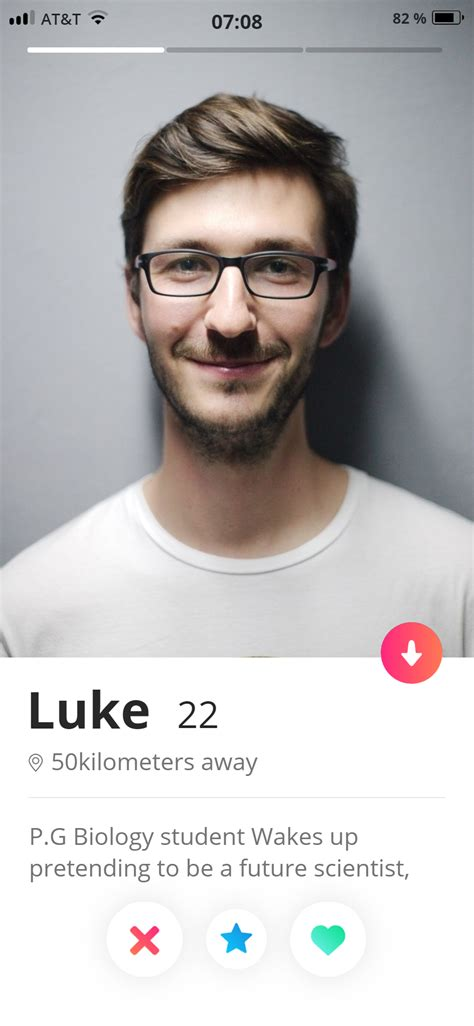 AT&T 07:08 82 %
Luke 22
50kilometers away
P.G Biology student Wakes up
pretending to be a future scientist,